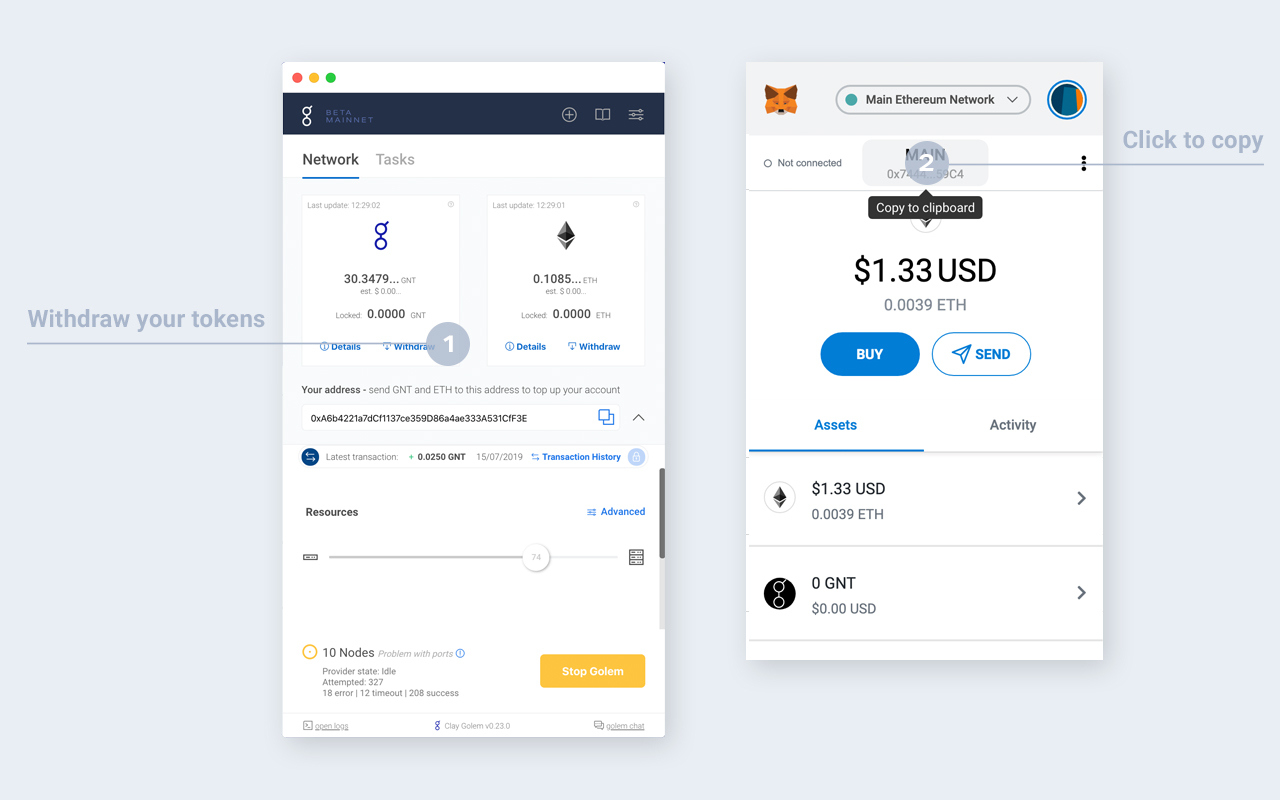 BETA
MAINNET
Network Tasks
Last update: 12:29:02
30.3479... GNT
est. $ 0.00...
Locked: 0.0000 GNT
Details Withdraw
Last update: 12:29:01
0.1085... ETH
est. $ 0.00...
Locked: 0.0000 ETH
Details Withdraw
Withdraw your tokens
1
Your address - send GNT and ETH to this address to top up your account
0xA6b4221a7dCf1137ce359D86a4ae333A531CfF3E
Latest transaction: + 0.0250 GNT 15/07/2019 Transaction History
Resources Advanced
74
10 Nodes Problem with ports
Provider state: Idle
Attempted: 327
18 error | 12 timeout | 208 success
Stop Golem
open logs Clay Golem v0.23.0 golem chat
Main Ethereum Network
Click to copy
Not connected
MAIN
0x7444...59C4
2
Copy to clipboard
$1.33 USD
0.0039 ETH
BUY SEND
Assets Activity
$1.33 USD
0.0039 ETH
0 GNT
$0.00 USD